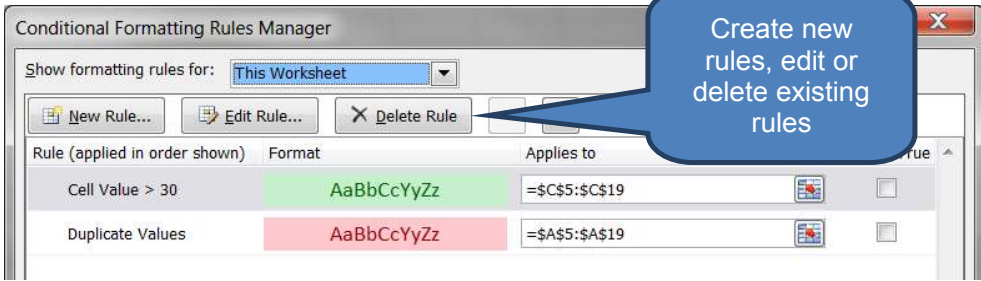 Conditional Formatting Rules Manager
Create new
rules, edit or
delete existing
rules
Show formatting rules for: This Worksheet
New Rule... Edit Rule... Delete Rule
Rule (applied in order shown) Format Applies to
Cell Value > 30 AaBbCcYyZz =$C$5:$C$19
Duplicate Values AaBbCcYyZz =$A$5:$A$19